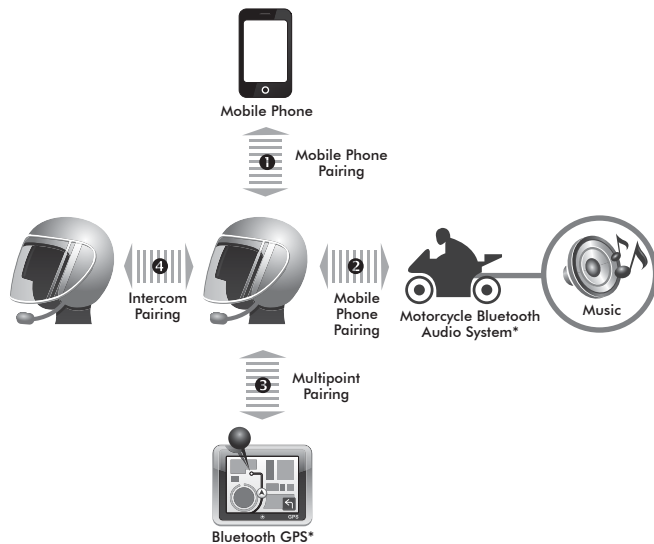 Mobile Phone
1
Mobile Phone
Pairing
4
Intercom
Pairing
2
Mobile
Phone
Pairing
Motorcycle Bluetooth
Audio System*
Music
3
Multipoint
Pairing
GPS
Bluetooth GPS*